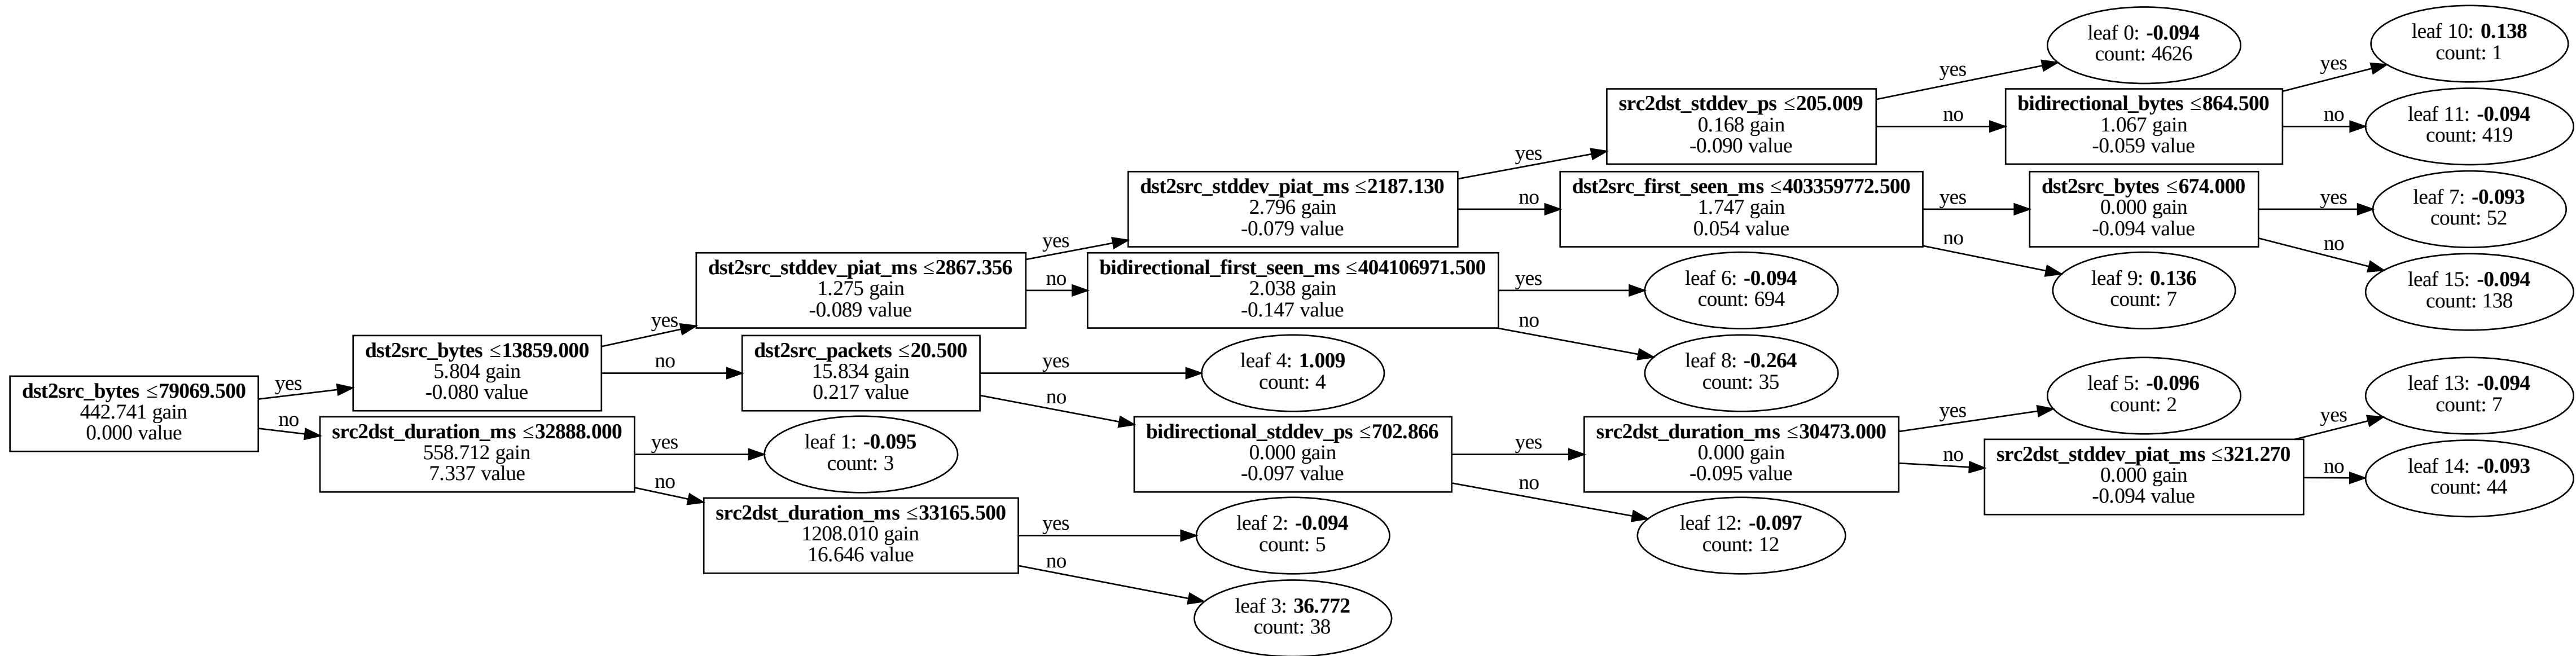 dst2src_bytes ≤79069.500
442.741 gain
0.000 value
yes
no
dst2src_bytes ≤13859.000
5.804 gain
-0.080 value
yes
no
src2dst_duration_ms ≤32888.000
558.712 gain
7.337 value
yes
no
dst2src_stddev_piat_ms ≤2867.356
1.275 gain
-0.089 value
yes
no
dst2src_packets ≤20.500
15.834 gain
0.217 value
yes
no
leaf 1: -0.095
count: 3
src2dst_duration_ms ≤33165.500
1208.010 gain
16.646 value
yes
no
dst2src_stddev_piat_ms ≤2187.130
2.796 gain
-0.079 value
yes
no
bidirectional_first_seen_ms ≤404106971.500
2.038 gain
-0.147 value
yes
no
leaf 4: 1.009
count: 4
bidirectional_stddev_ps ≤702.866
0.000 gain
-0.097 value
yes
no
leaf 2: -0.094
count: 5
leaf 3: 36.772
count: 38
src2dst_stddev_ps ≤205.009
0.168 gain
-0.090 value
yes
no
dst2src_first_seen_ms ≤403359772.500
1.747 gain
0.054 value
yes
no
leaf 6: -0.094
count: 694
leaf 8: -0.264
count: 35
src2dst_duration_ms ≤30473.000
0.000 gain
-0.095 value
yes
no
leaf 12: -0.097
count: 12
leaf 0: -0.094
count: 4626
bidirectional_bytes ≤864.500
1.067 gain
-0.059 value
yes
no
dst2src_bytes ≤674.000
0.000 gain
-0.094 value
yes
no
leaf 9: 0.136
count: 7
leaf 5: -0.096
count: 2
src2dst_stddev_piat_ms ≤321.270
0.000 gain
-0.094 value
yes
no
leaf 10: 0.138
count: 1
leaf 11: -0.094
count: 419
leaf 7: -0.093
count: 52
leaf 15: -0.094
count: 138
leaf 13: -0.094
count: 7
leaf 14: -0.093
count: 44